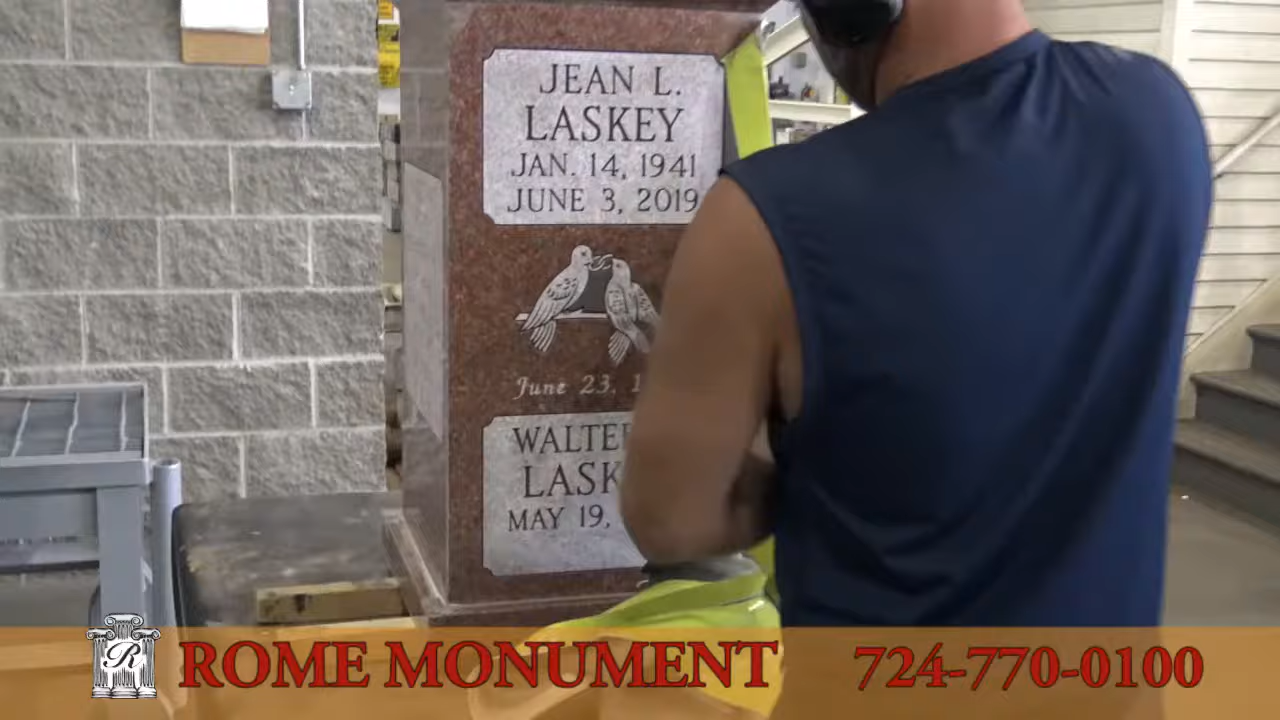 JEAN L.
LASKEY
JAN. 14, 1941
JUNE 3, 2019
June 23, 1
WALTE
LASK
MAY 19,
R
ROME MONUMENT
724-770-0100